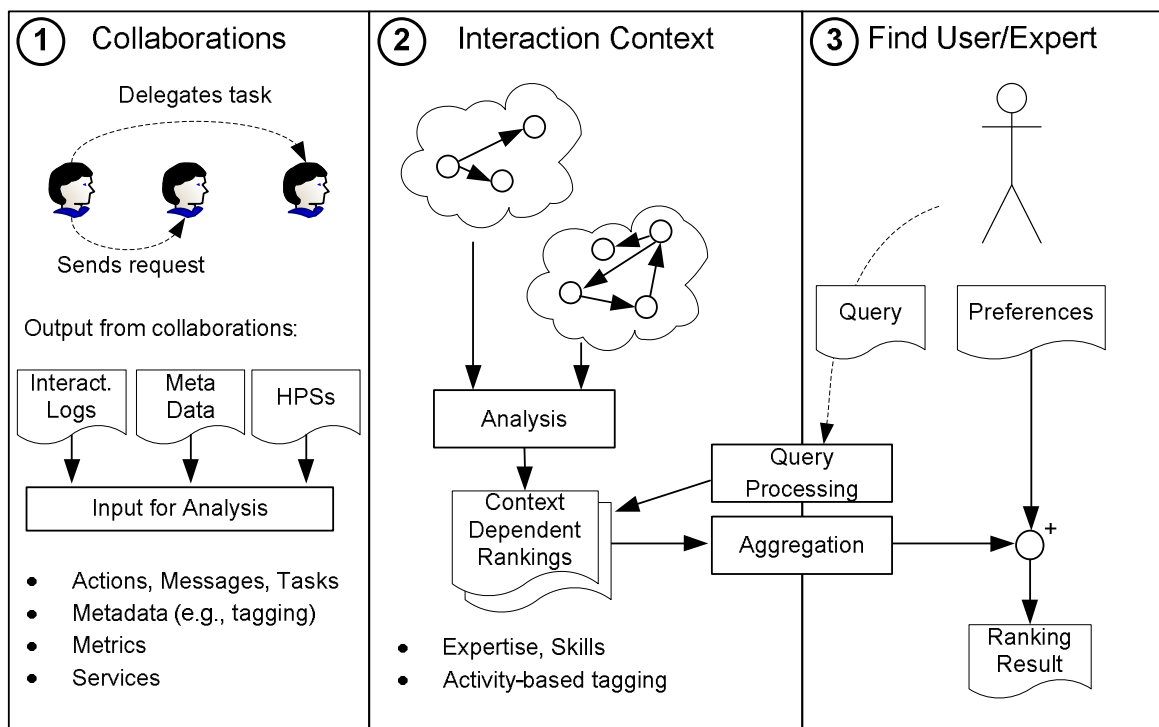 1 Collaborations
Delegates task
Sends request
Output from collaborations:
Interact.
Logs
Meta
Data
HPSs
Input for Analysis
• Actions, Messages, Tasks
• Metadata (e.g., tagging)
• Metrics
• Services
2 Interaction Context
Analysis
Context
Dependent
Rankings
• Expertise, Skills
• Activity-based tagging
3 Find User/Expert
Query
Preferences
Query
Processing
Aggregation
+
Ranking
Result